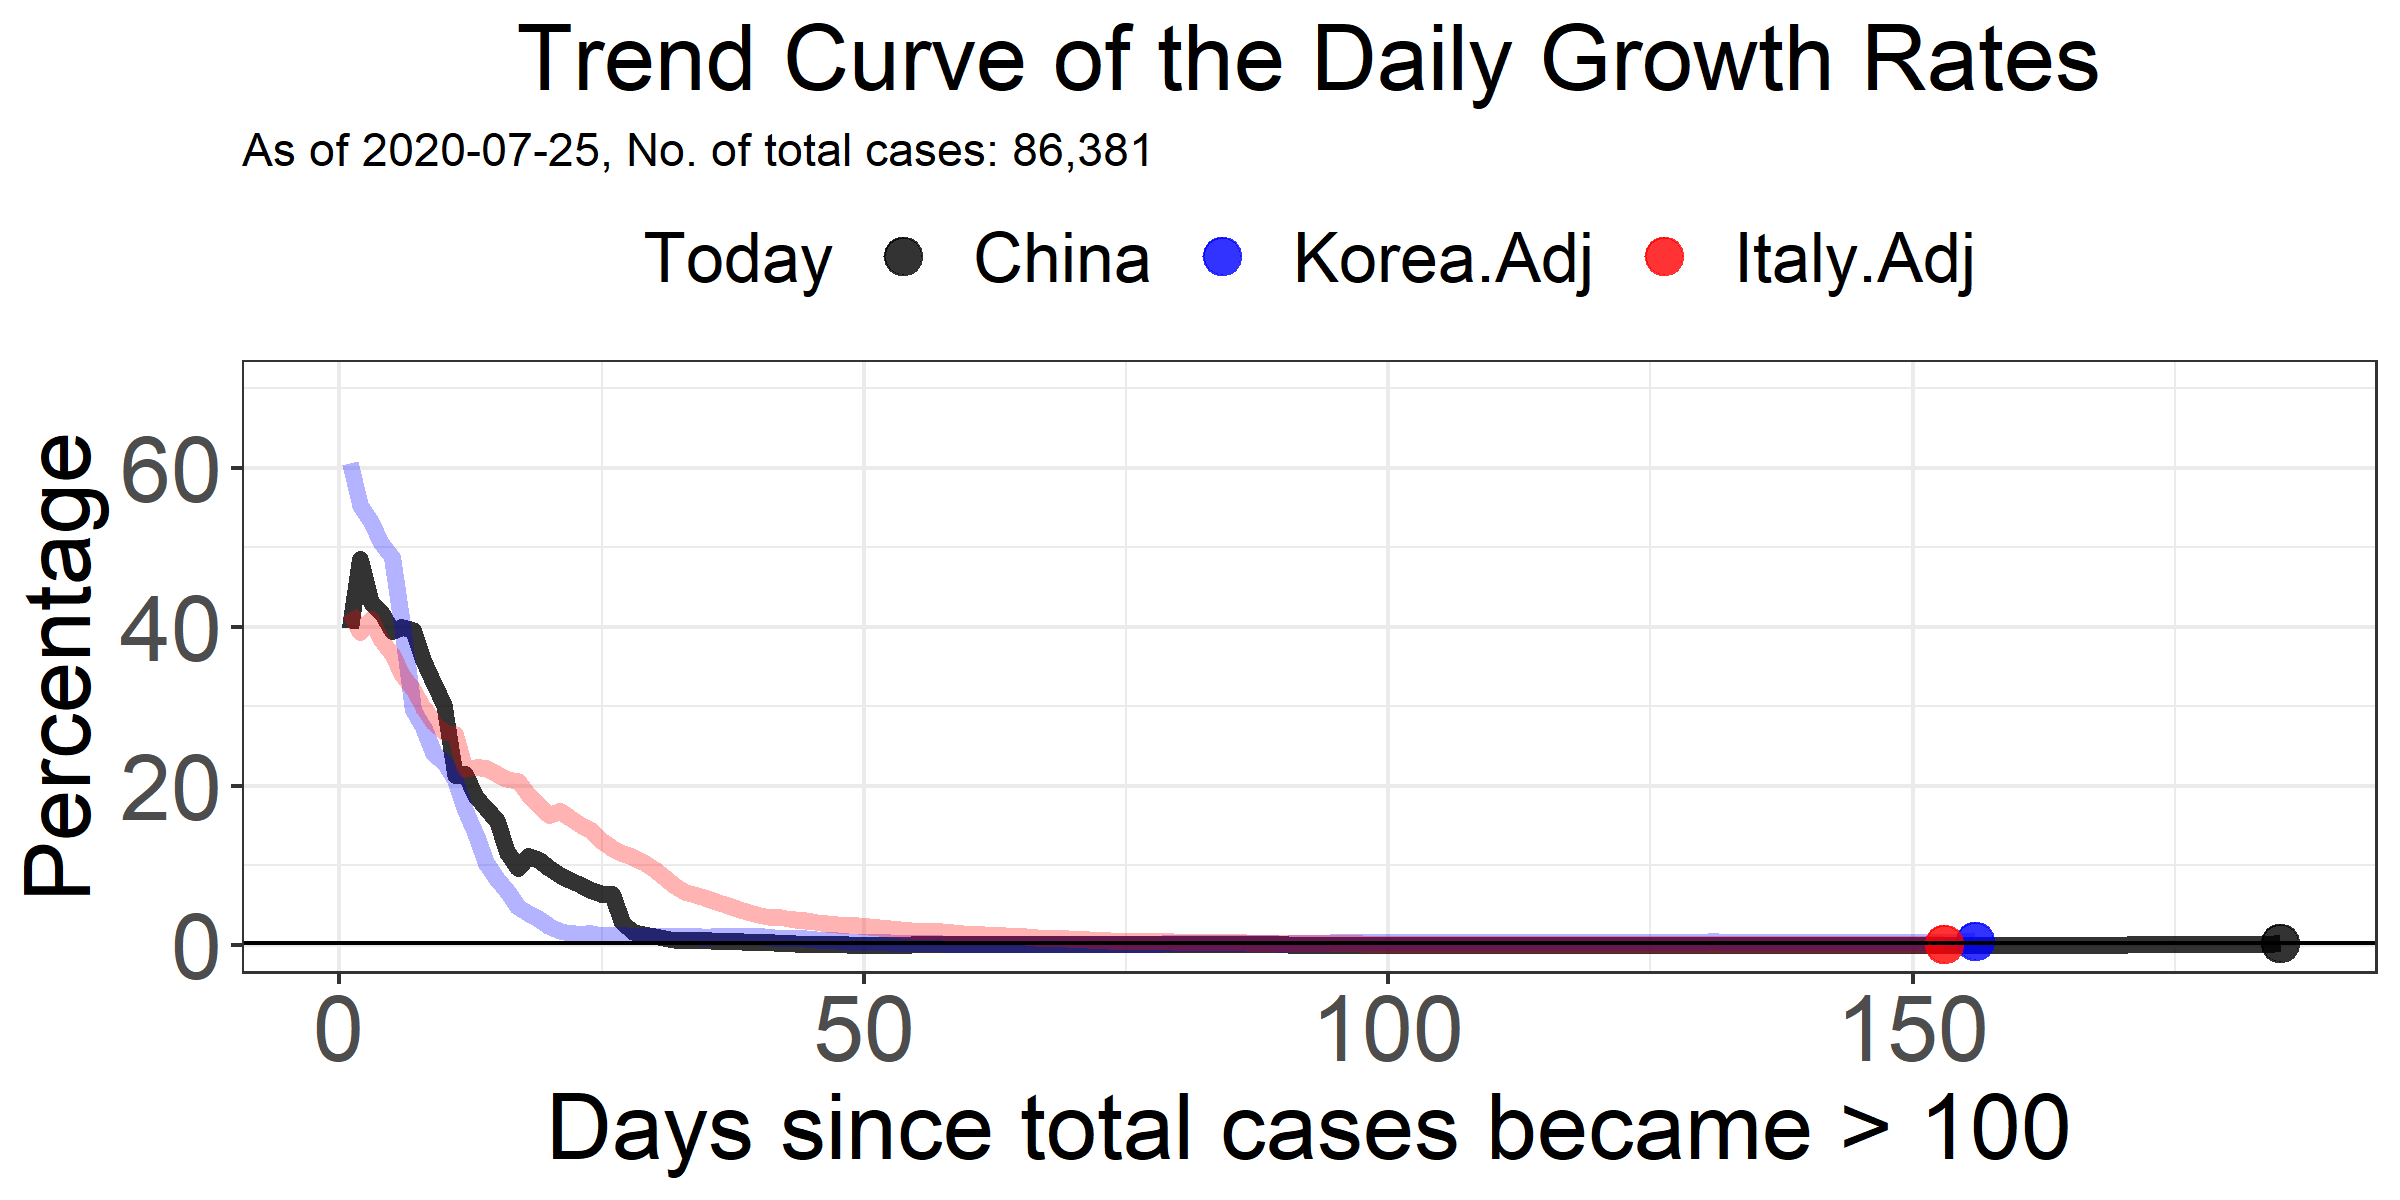 Trend Curve of the Daily Growth Rates
As of 2020-07-25, No. of total cases: 86,381
Today China Korea.Adj Italy.Adj
Percentage
60
40
20
0
0 50 100 150
Days since total cases became > 100